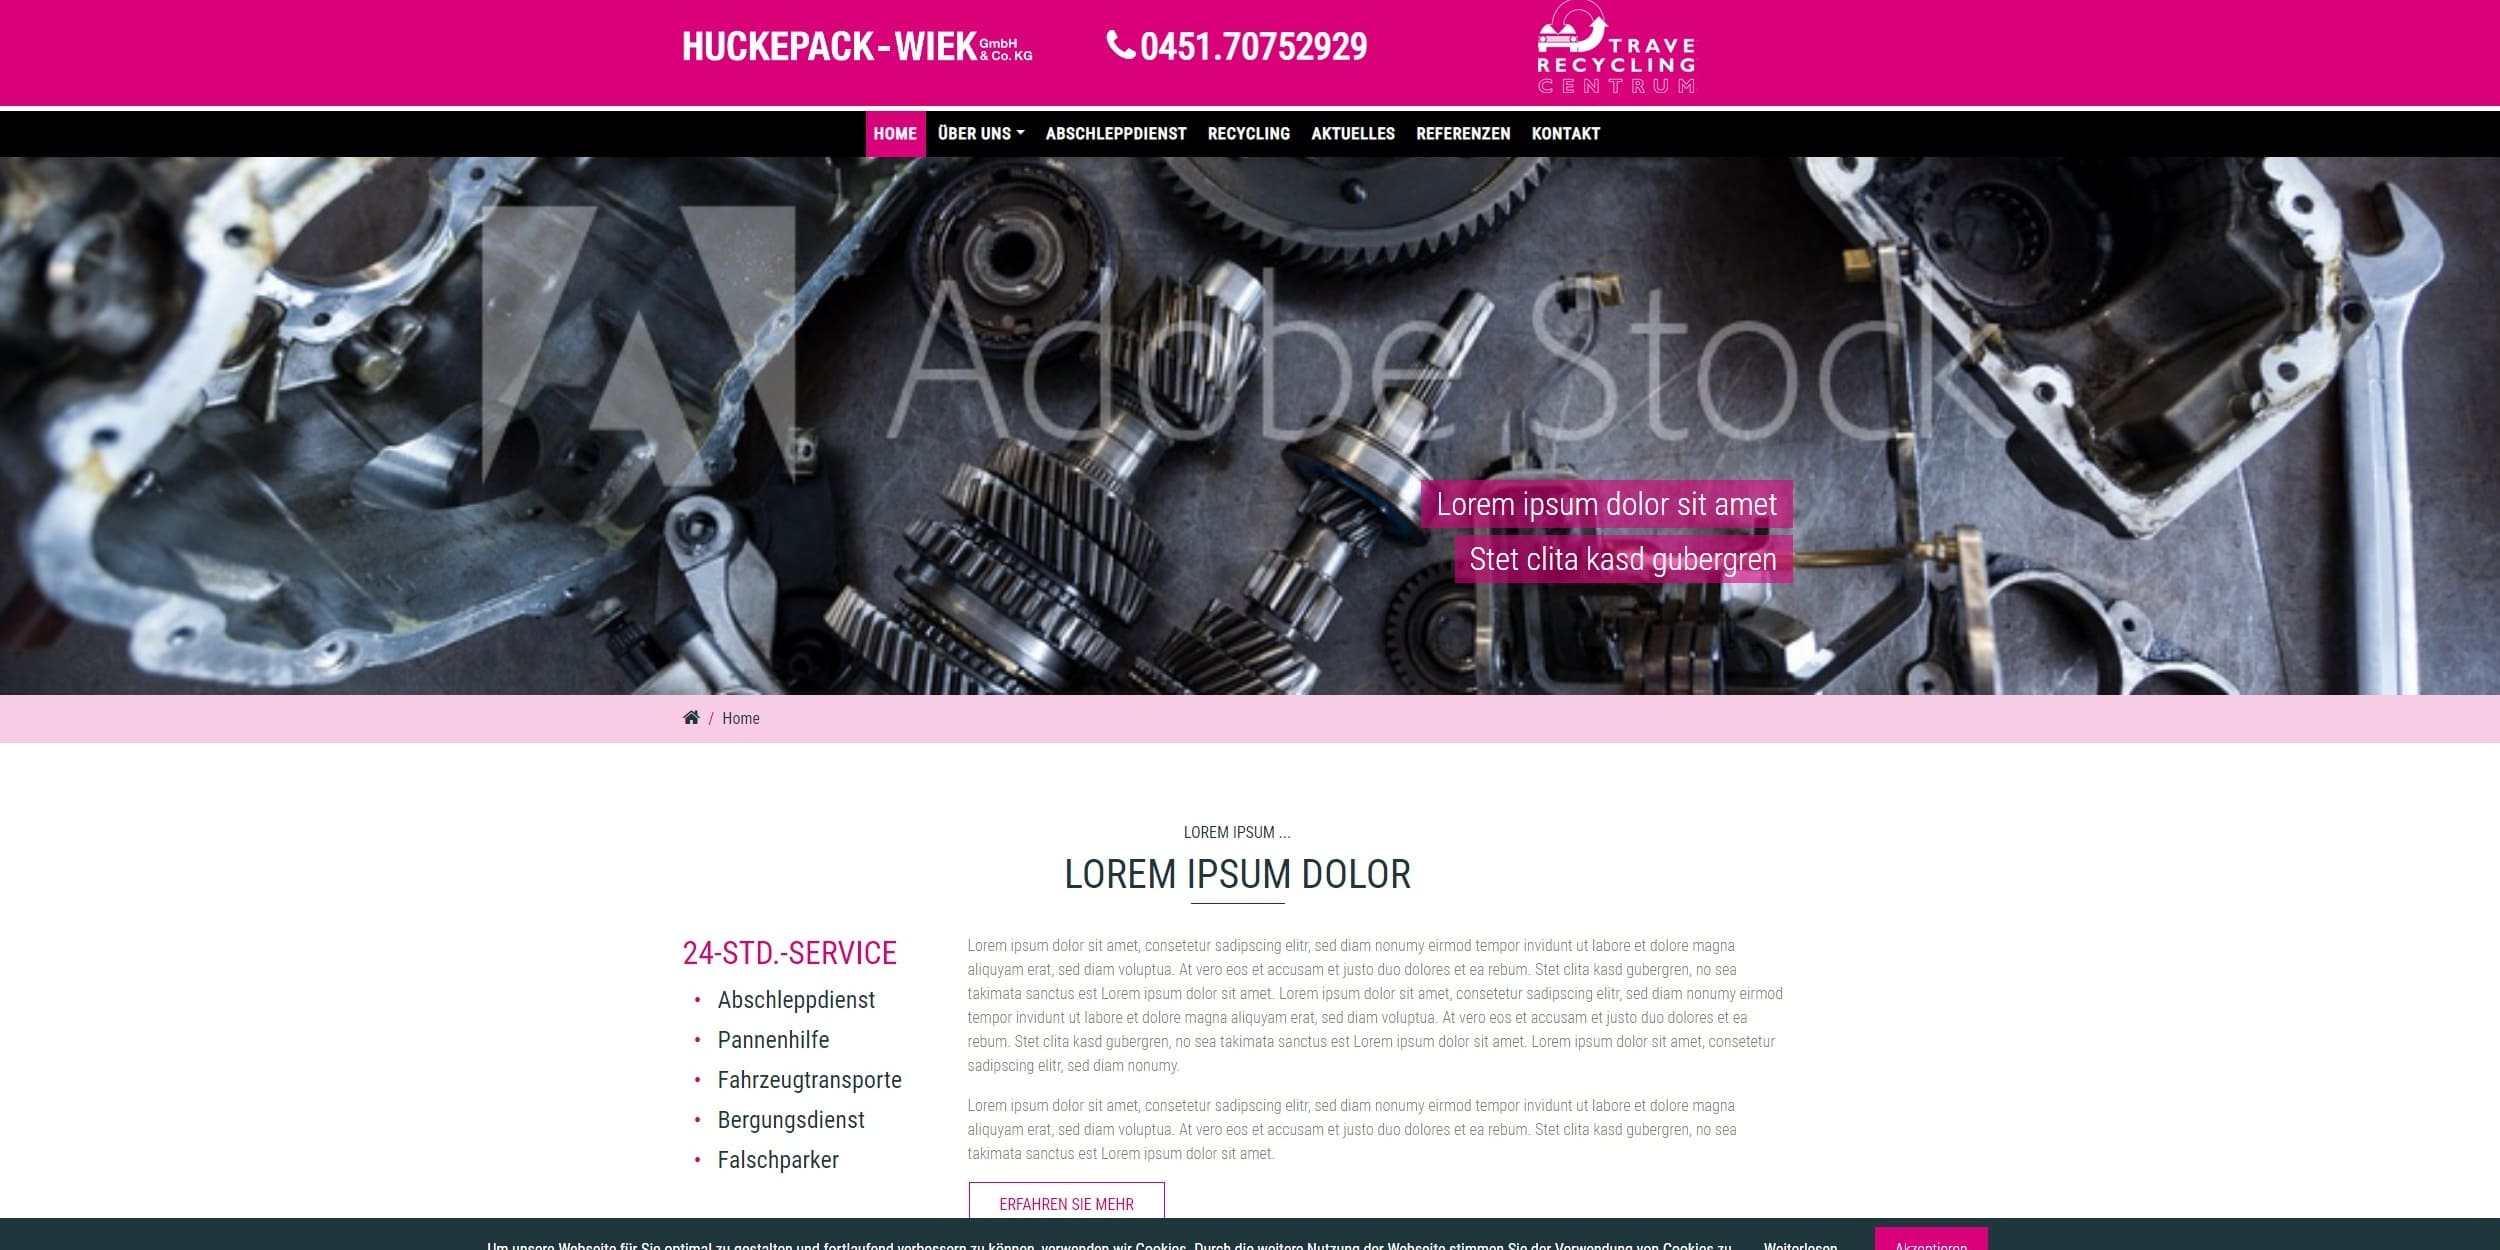 HUCKEPACK-WIEK GmbH & Co. KG
0451.70752929
TRAVE
RECYCLING
CENTRUM
HOME ÜBER UNS ABSCHLEPPDIENST RECYCLING AKTUELLES REFERENZEN KONTAKT
Adobe Stock
Lorem ipsum dolor sit amet
Stet clita kasd gubergren
/ Home
LOREM IPSUM ...
LOREM IPSUM DOLOR
24-STD.-SERVICE
• Abschleppdienst
• Pannenhilfe
• Fahrzeugtransporte
• Bergungsdienst
• Falschparker
Lorem ipsum dolor sit amet, consetetur sadipscing elitr, sed diam nonumy eirmod tempor invidunt ut labore et dolore magna
aliquyam erat, sed diam voluptua. At vero eos et accusam et justo duo dolores et ea rebum. Stet clita kasd gubergren, no sea
takimata sanctus est Lorem ipsum dolor sit amet. Lorem ipsum dolor sit amet, consetetur sadipscing elitr, sed diam nonumy eirmod
tempor invidunt ut labore et dolore magna aliquyam erat, sed diam voluptua. At vero eos et accusam et justo duo dolores et ea
rebum. Stet clita kasd gubergren, no sea takimata sanctus est Lorem ipsum dolor sit amet. Lorem ipsum dolor sit amet, consetetur
sadipscing elitr, sed diam nonumy.
Lorem ipsum dolor sit amet, consetetur sadipscing elitr, sed diam nonumy eirmod tempor invidunt ut labore et dolore magna
aliquyam erat, sed diam voluptua. At vero eos et accusam et justo duo dolores et ea rebum. Stet clita kasd gubergren, no sea
takimata sanctus est Lorem ipsum dolor sit amet.
ERFAHREN SIE MEHR
Um unsere Webseite für Sie optimal zu gestalten und fortlaufend verbessern zu können, verwenden wir Cookies. Durch die weitere Nutzung der Webseite stimmen Sie der Verwendung von Cookies zu. Weiterlesen Akzeptieren